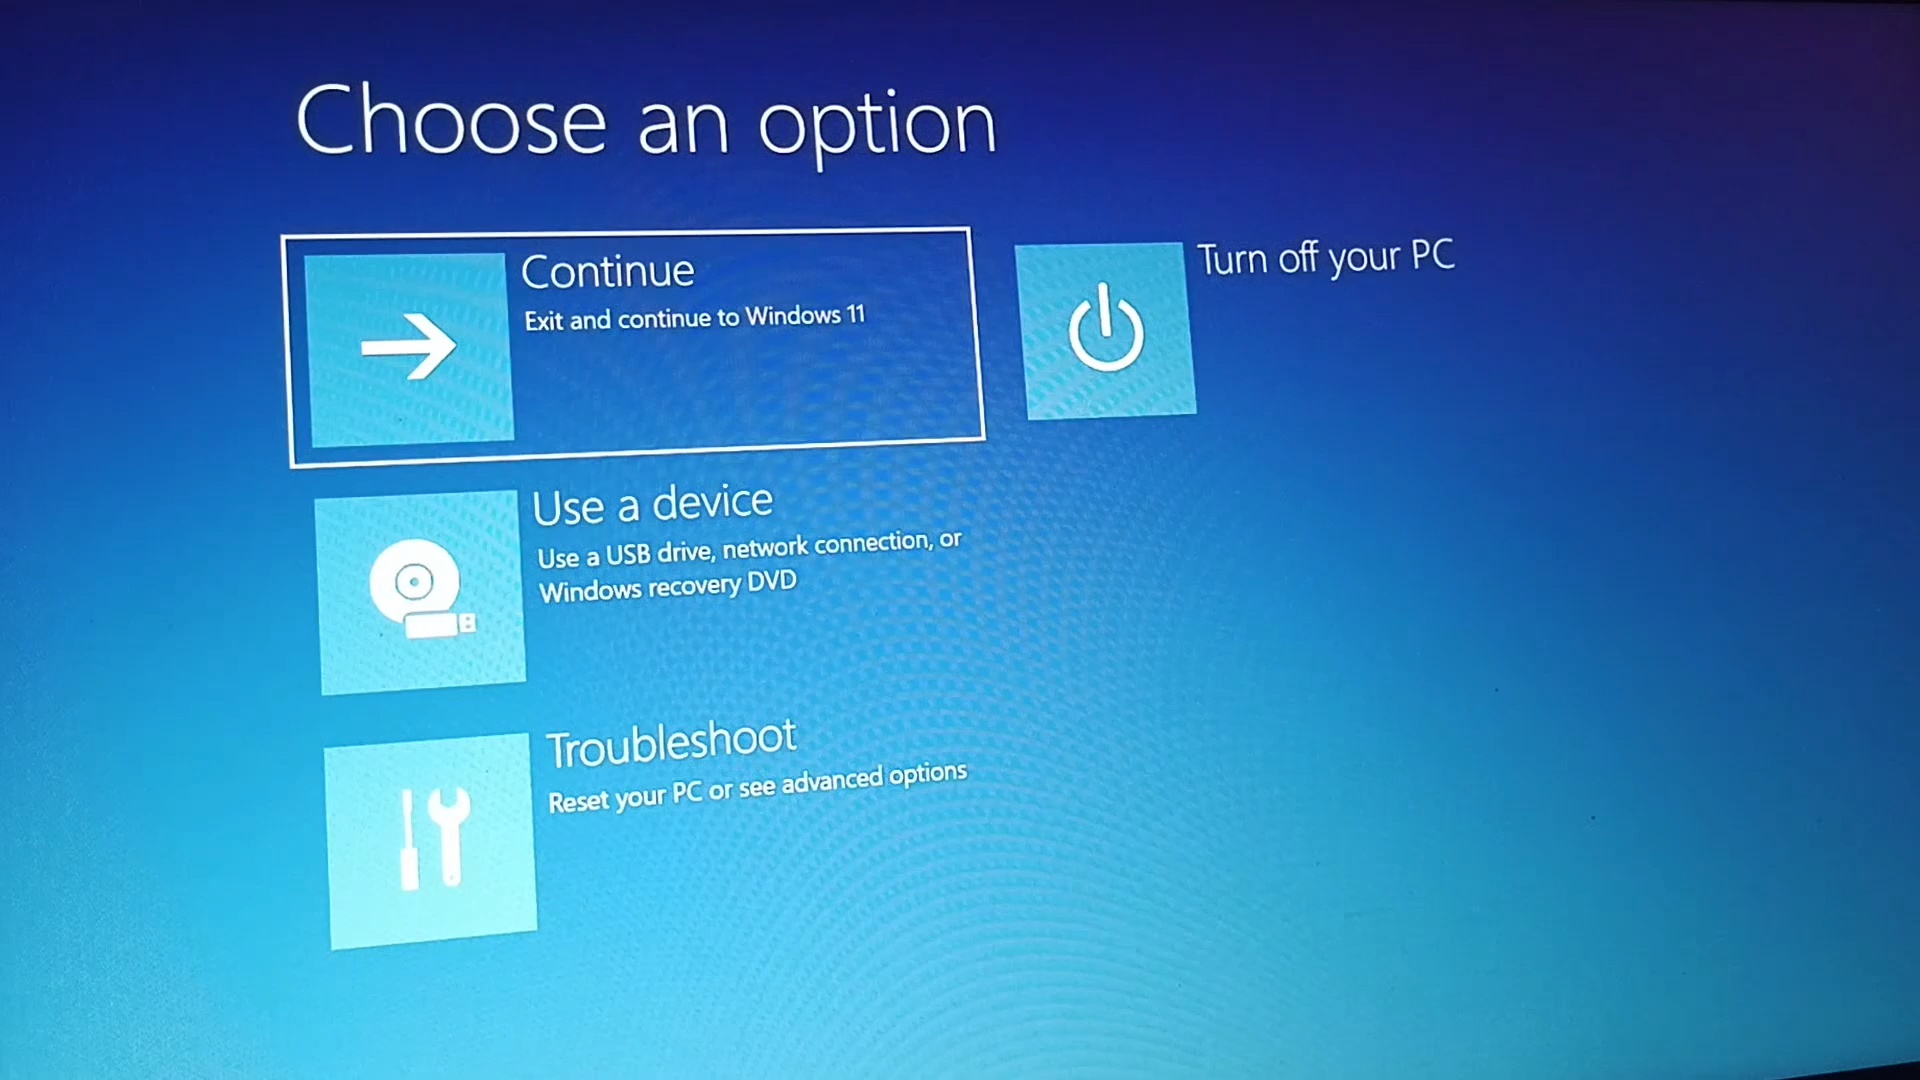 Choose an option
Continue
Exit and continue to Windows 11
Turn off your PC
Use a device
Use a USB drive, network connection, or
Windows recovery DVD
Troubleshoot
Reset your PC or see advanced options